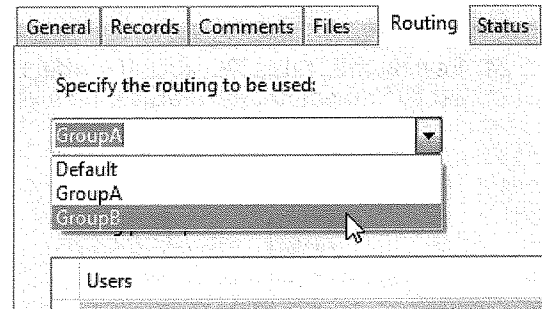 General Records Comments Files Routing Status
Specify the routing to be used:
GroupA
Default
GroupA
GroupB
Users